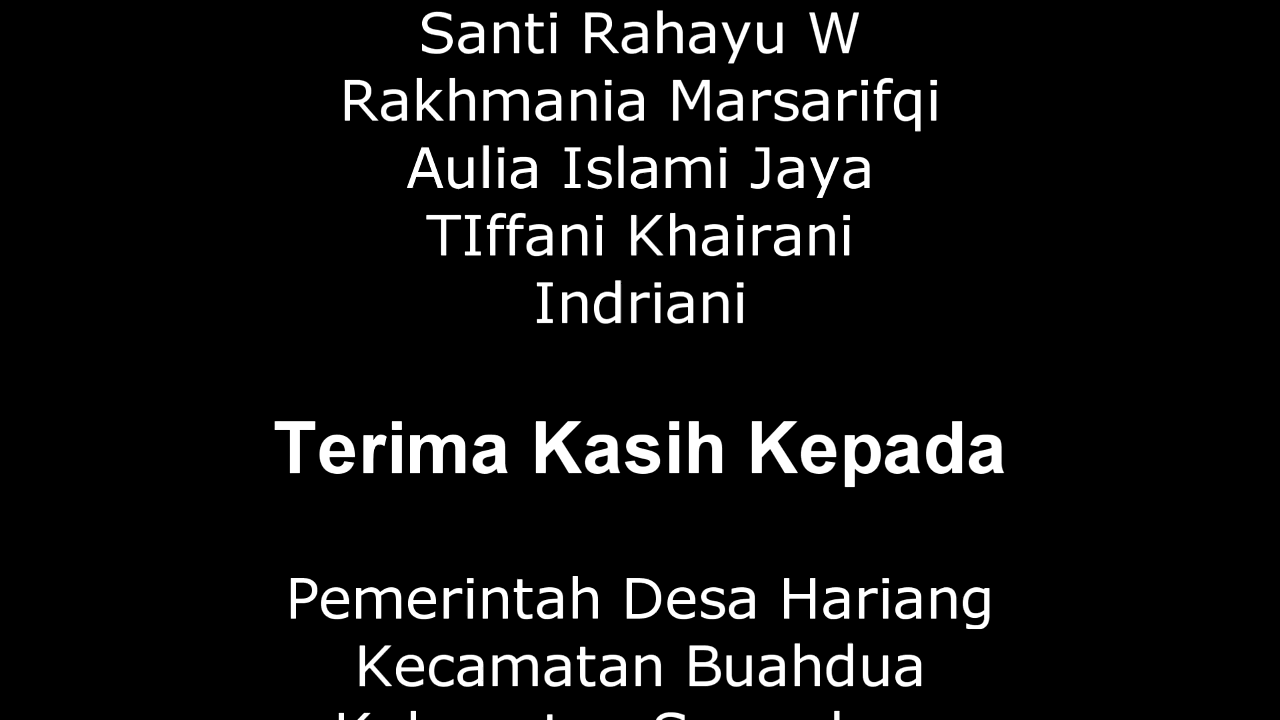 Santi Rahayu W
Rakhmania Marsarifqi
Aulia Islami Jaya
TIffani Khairani
Indriani
Terima Kasih Kepada
Pemerintah Desa Hariang
Kecamatan Buahdua